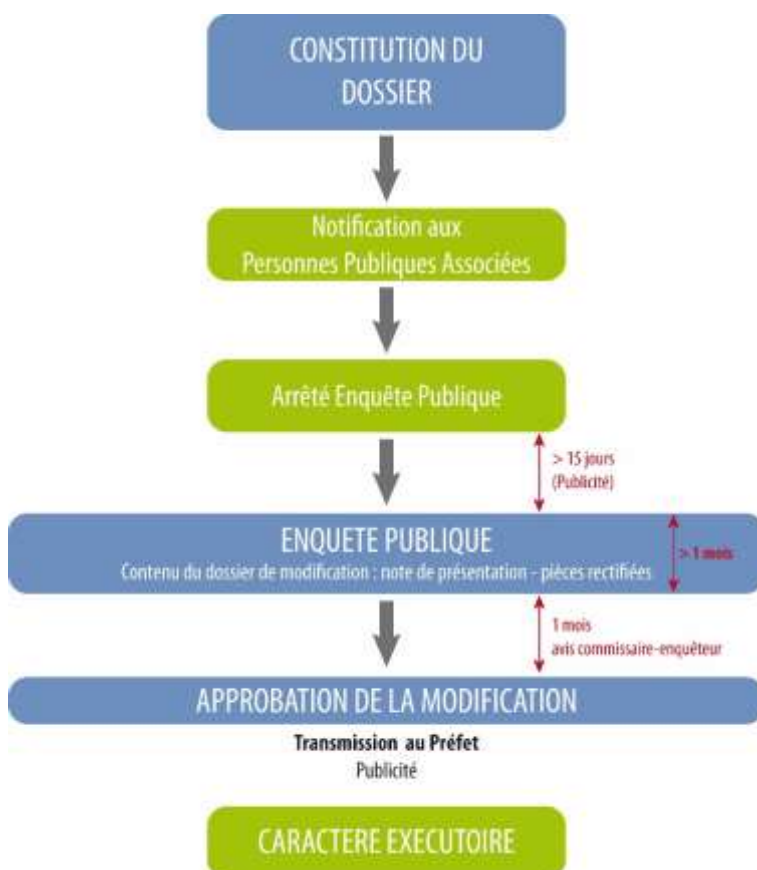 CONSTITUTION DU
DOSSIER
Notification aux
Personnes Publiques Associées
Arrêté Enquête Publique
> 15 jours
(Publicité)
ENQUETE PUBLIQUE
Contenu du dossier de modification : note de présentation - pièces rectifiées
> 1 mois
1 mois
avis commissaire-enquêteur
APPROBATION DE LA MODIFICATION
Transmission au Préfet
Publicité
CARACTERE EXECUTOIRE